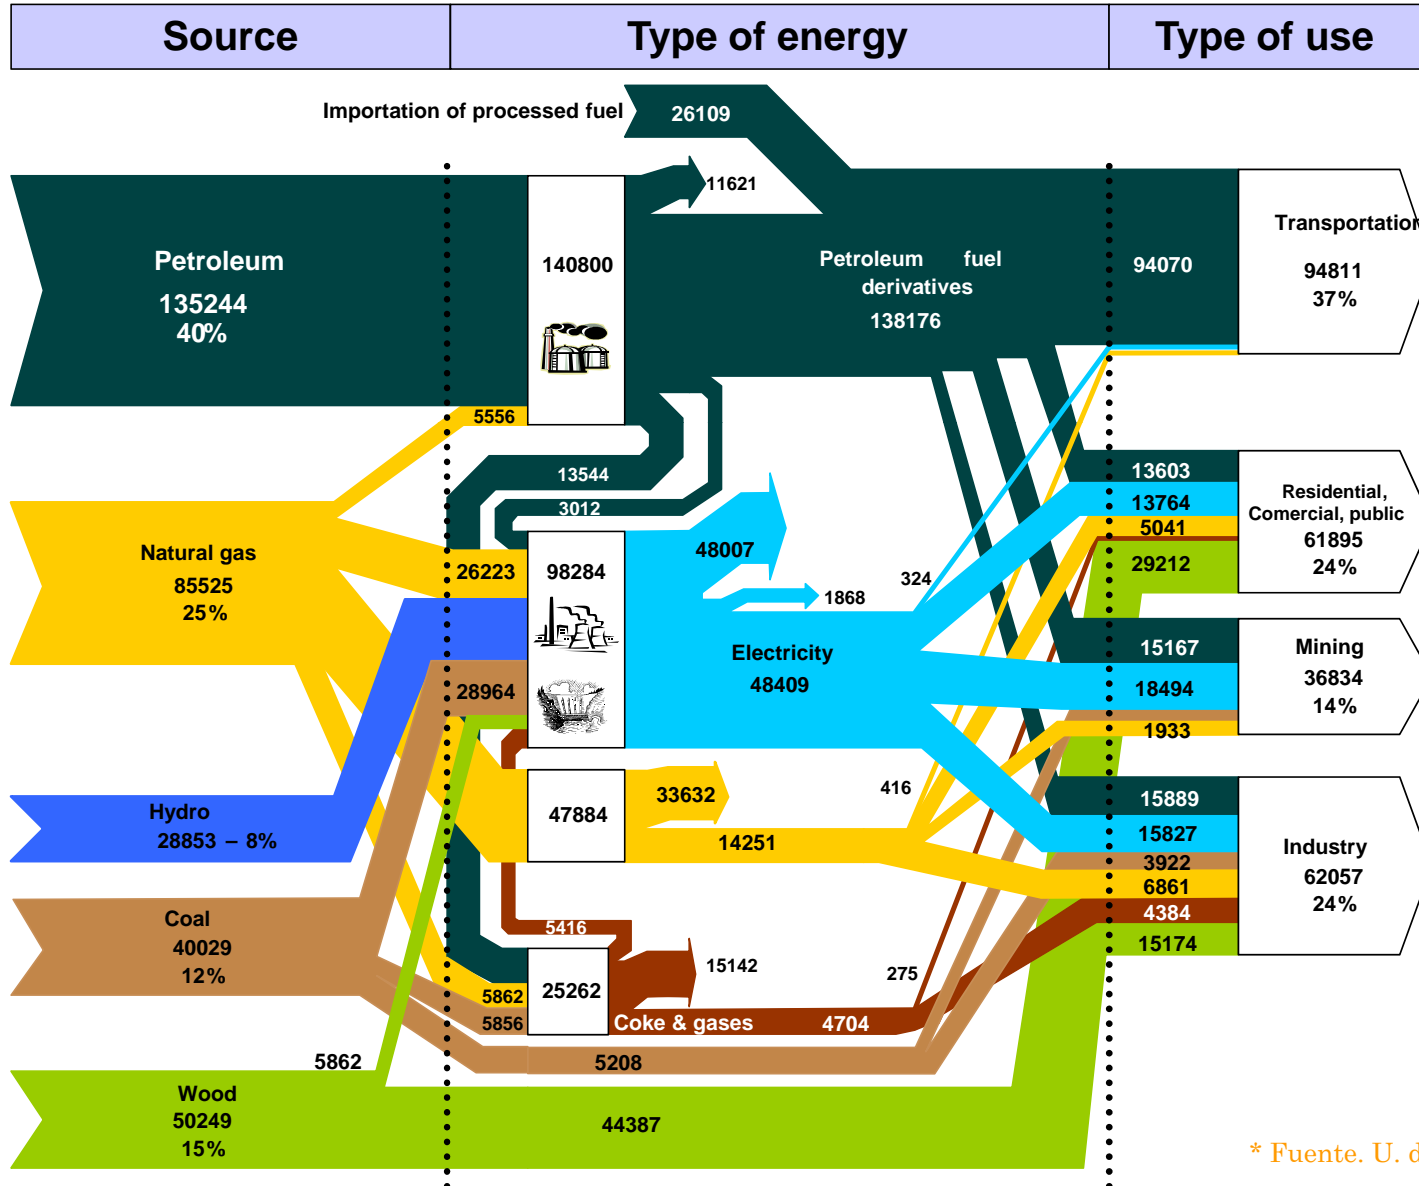 Source
Type of energy
Type of use
Importation of processed fuel
26109
11621
Petroleum
135244
40%
140800
Petroleum fuel
derivatives
138176
94070
Transportation
94811
37%
5556
13544
3012
Natural gas
85525
25%
26223
98284
48007
1868
324
13603
13764
5041
29212
Residential,
Comercial, public
61895
24%
28964
Electricity
48409
15167
18494
1933
Mining
36834
14%
Hydro
28853 – 8%
47884
33632
14251
416
15889
15827
3922
6861
4384
15174
Industry
62057
24%
Coal
40029
12%
5416
25262
15142
275
5862
5856
Coke & gases
4704
5208
5862
Wood
50249
15%
44387
* Fuente. U. d